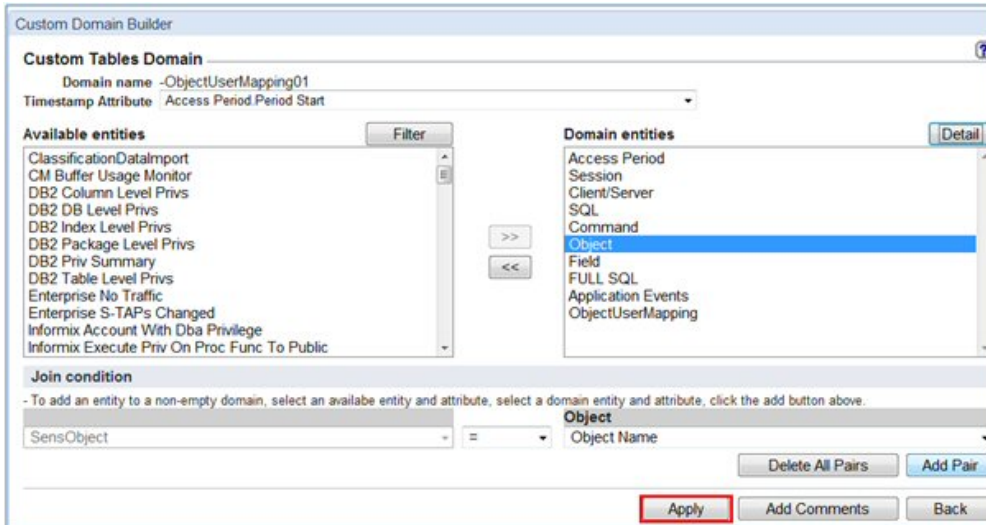 Custom Domain Builder
Custom Tables Domain
?
Domain name -ObjectUserMapping01
Timestamp Attribute Access Period.Period Start
Available entities Filter
Domain entities Detail
ClassificationDataImport
CM Buffer Usage Monitor
DB2 Column Level Privs
DB2 DB Level Privs
DB2 Index Level Privs
DB2 Package Level Privs
DB2 Priv Summary
DB2 Table Level Privs
Enterprise No Traffic
Enterprise S-TAPs Changed
Informix Account With Dba Privilege
Informix Execute Priv On Proc Func To Public
>>
<<
Access Period
Session
Client/Server
SQL
Command
Object
Field
FULL SQL
Application Events
ObjectUserMapping
Join condition
- To add an entity to a non-empty domain, select an availabe entity and attribute, select a domain entity and attribute, click the add button above.
Object
SensObject = Object Name
Delete All Pairs Add Pair
Apply Add Comments Back